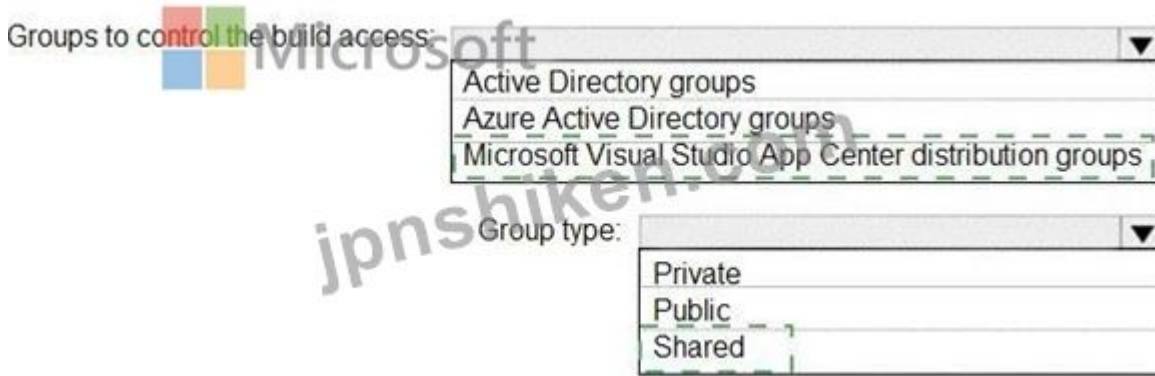 Groups to control the build access:
Microsoft
Active Directory groups
Azure Active Directory groups
Microsoft Visual Studio App Center distribution groups
jpnshiken.com
Group type:
Private
Public
Shared